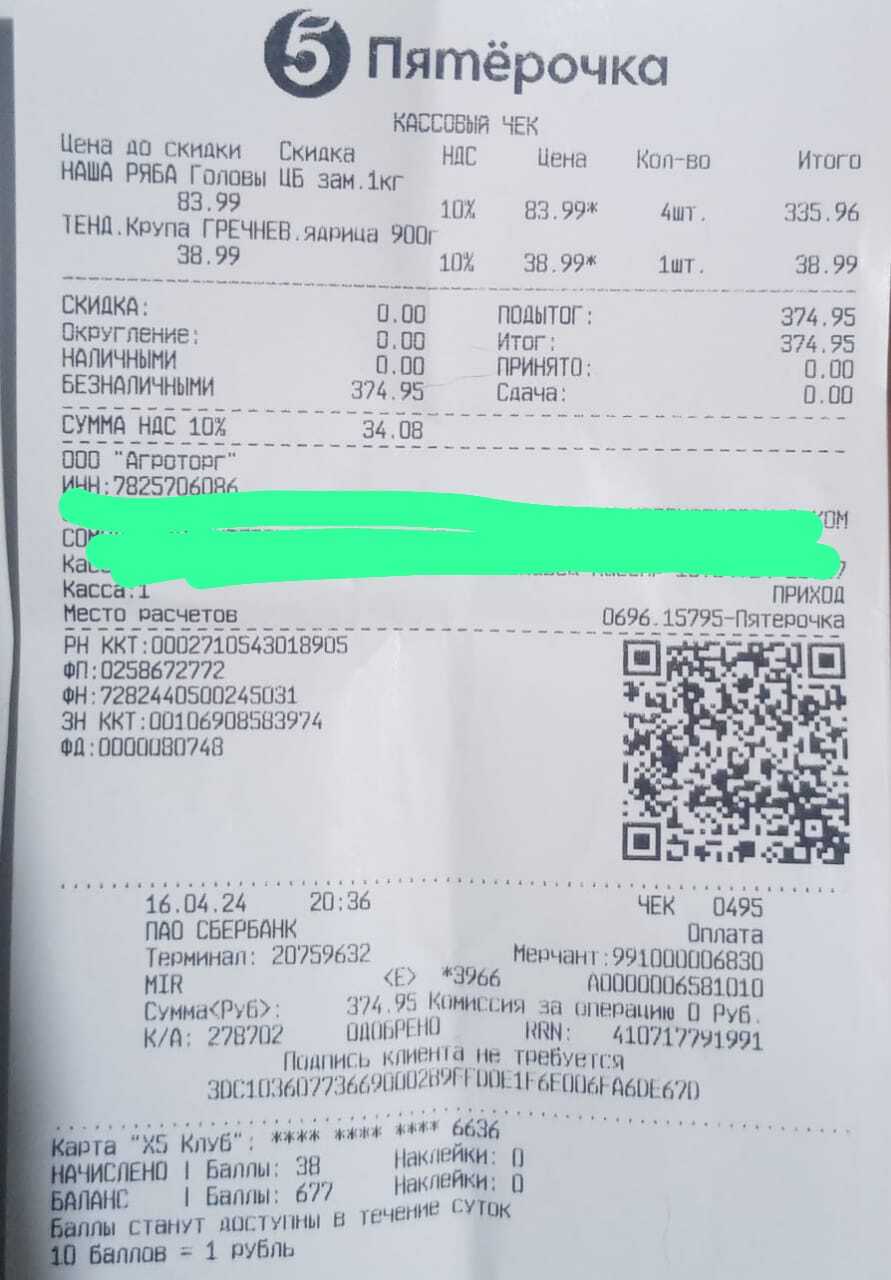 5 Пятёрочка
КАССОВЫЙ ЧЕК
Цена до скидки Скидка НДС Цена Кол-во Итого
НАША РЯБА Головы ЦБ зам.1кг
83.99 10% 83.99* 4шт. 335.96
ТЕНД.Крупа ГРЕЧНЕВ.ядрица 900г
38.99 10% 38.99* 1шт. 38.99
СКИДКА: 0.00 ПОДЫТОГ: 374.95
Округление: 0.00 Итог: 374.95
НАЛИЧНЫМИ 0.00 ПРИНЯТО: 0.00
БЕЗНАЛИЧНЫМИ 374.95 Сдача: 0.00
СУММА НДС 10% 34.08
ООО "Агроторг"
ИНН:7825706086
Касса:1 ПРИХОД
Место расчетов 0696.15795-Пятерочка
РН ККТ:0002710543018905
ФП:0258672772
ФН:7282440500245031
ЗН ККТ:00106908583974
ФД:0000080748
16.04.24 20:36 ЧЕК 0495
ПАО СБЕРБАНК Оплата
Терминал: 20759632 Мерчант:991000006830
MIR <E> *3966 A0000006581010
Сумма<Руб>: 374.95 Комиссия за операцию 0 Руб.
К/А: 278702 ОДОБРЕНО RRN: 410717791991
Подпись клиента не требуется
3DC10360773669000289FFD0E1F6E006FA6DE67D
Карта "Х5 Клуб": **** **** **** 6636
НАЧИСЛЕНО | Баллы: 38 Наклейки: 0
БАЛАНС | Баллы: 677 Наклейки: 0
Баллы станут доступны в течение суток
10 баллов = 1 рубль